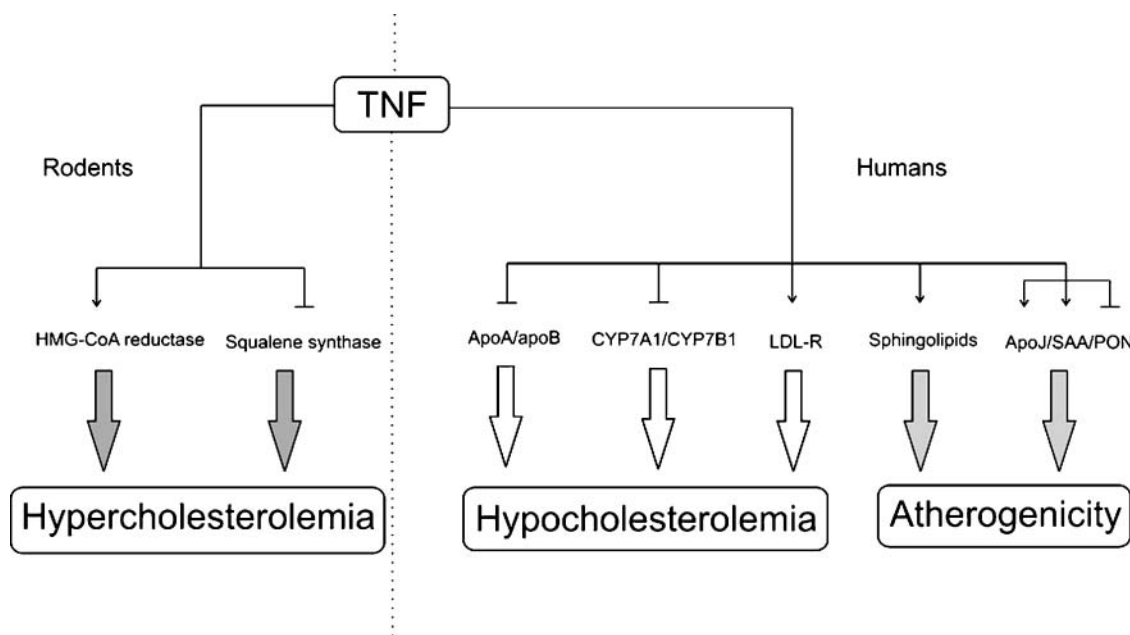 TNF
Rodents
Humans
HMG-CoA reductase
Squalene synthase
ApoA/apoB
CYP7A1/CYP7B1
LDL-R
Sphingolipids
ApoJ/SAA/PON
Hypercholesterolemia
Hypocholesterolemia
Atherogenicity